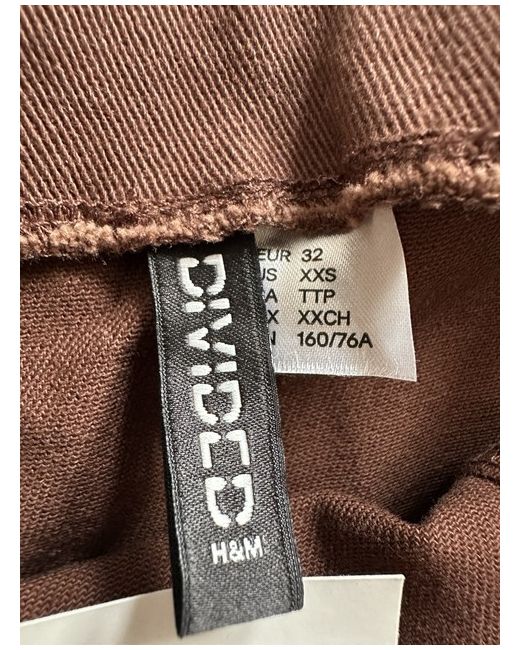 DIVIDED
H&M
EUR 32
US XXS
A TTP
X XXCH
N 160/76A